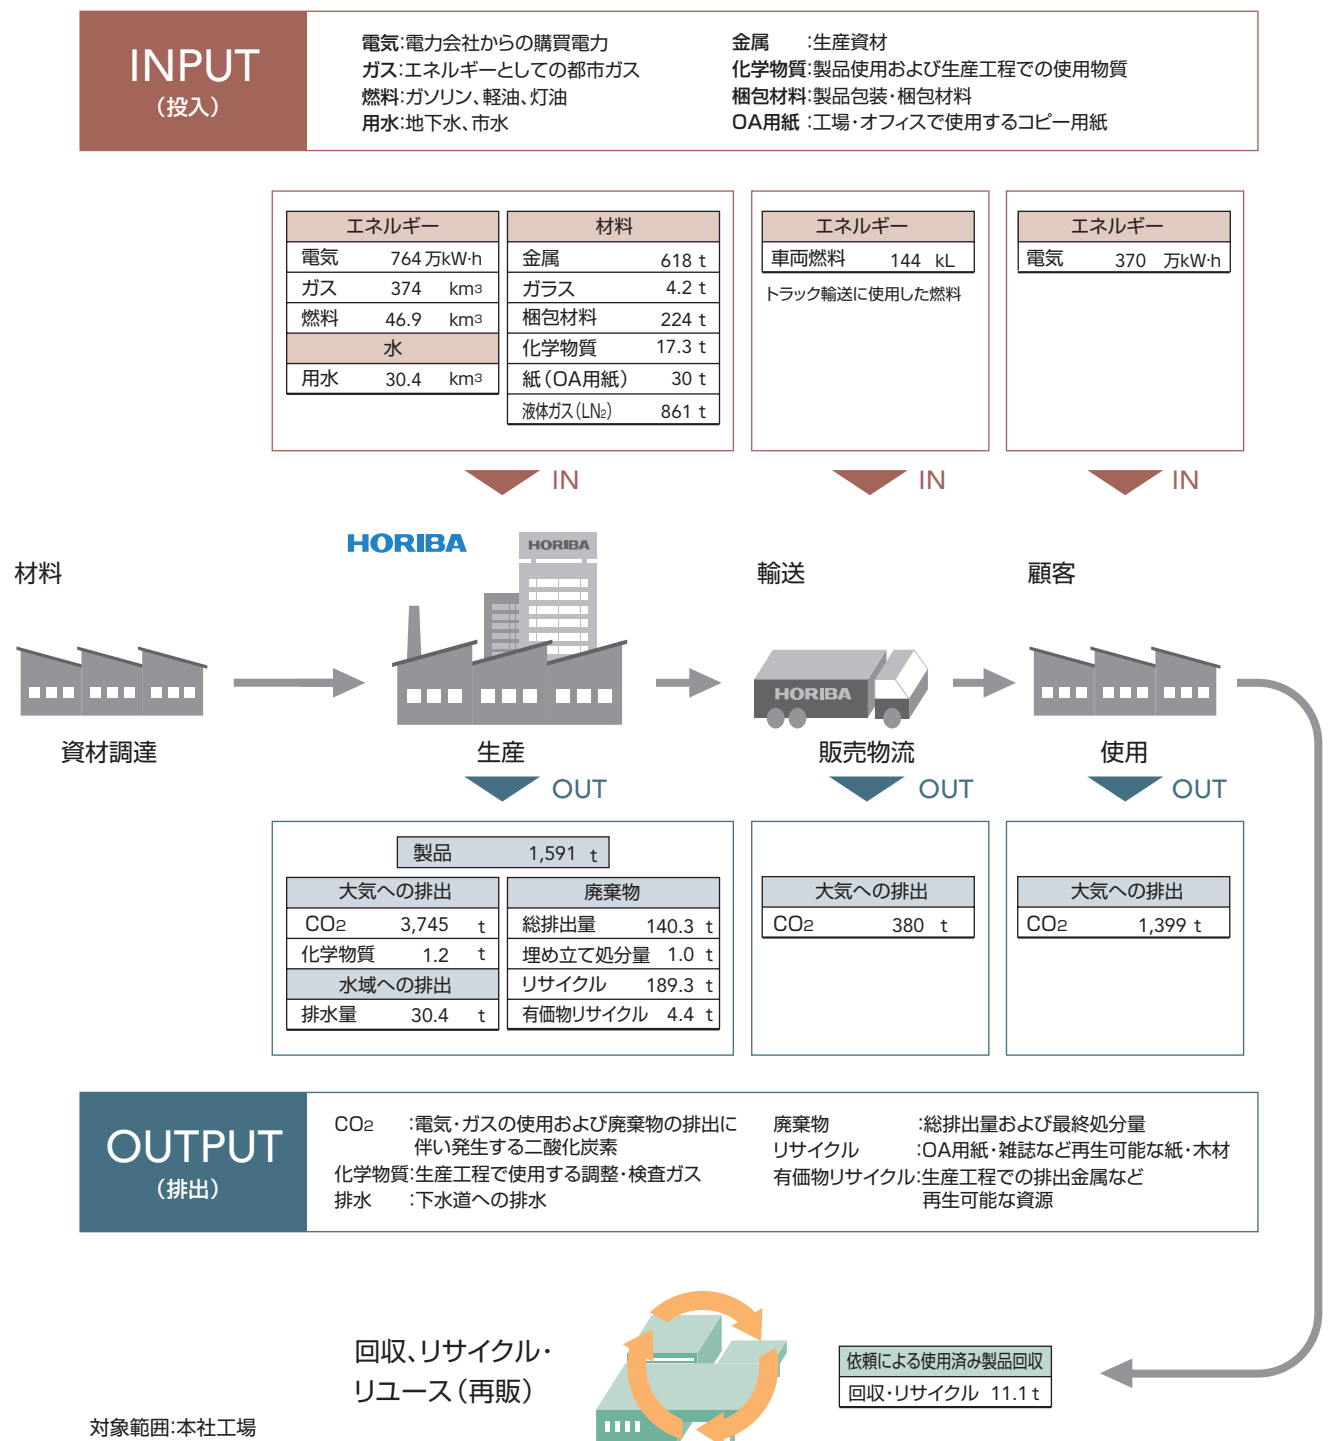 INPUT
（投入）
電気:電力会社からの購買電力
ガス:エネルギーとしての都市ガス
燃料:ガソリン、軽油、灯油
用水:地下水、市水
金属 :生産資材
化学物質:製品使用および生産工程での使用物質
梱包材料:製品包装・梱包材料
OA用紙:工場・オフィスで使用するコピー用紙
エネルギー
電気 764万kW·h
ガス 374 km3
燃料 46.9 km3
水
用水 30.4 km3
材料
金属 618 t
ガラス 4.2 t
梱包材料 224 t
化学物質 17.3 t
紙（OA用紙） 30 t
液体ガス（LN2） 861 t
エネルギー
車両燃料 144 kL
トラック輸送に使用した燃料
エネルギー
電気 370 万kW·h
IN
IN
IN
材料
HORIBA
HORIBA
輸送
顧客
HORIBA
資材調達
生産
販売物流
使用
OUT
OUT
OUT
製品 1,591 t
大気への排出
CO2 3,745 t
化学物質 1.2 t
水域への排出
排水量 30.4 t
廃棄物
総排出量 140.3 t
埋め立て処分量 1.0 t
リサイクル 189.3 t
有価物リサイクル 4.4 t
大気への排出
CO2 380 t
大気への排出
CO2 1,399 t
OUTPUT
（排出）
CO2 :電気・ガスの使用および廃棄物の排出に
伴い発生する二酸化炭素
化学物質:生産工程で使用する調整・検査ガス
排水 :下水道への排水
廃棄物 :総排出量および最終処分量
リサイクル :OA用紙・雑誌など再生可能な紙・木材
有価物リサイクル:生産工程での排出金属など
再生可能な資源
回収、リサイクル・
リユース（再販）
依頼による使用済み製品回収
回収・リサイクル 11.1 t
対象範囲:本社工場